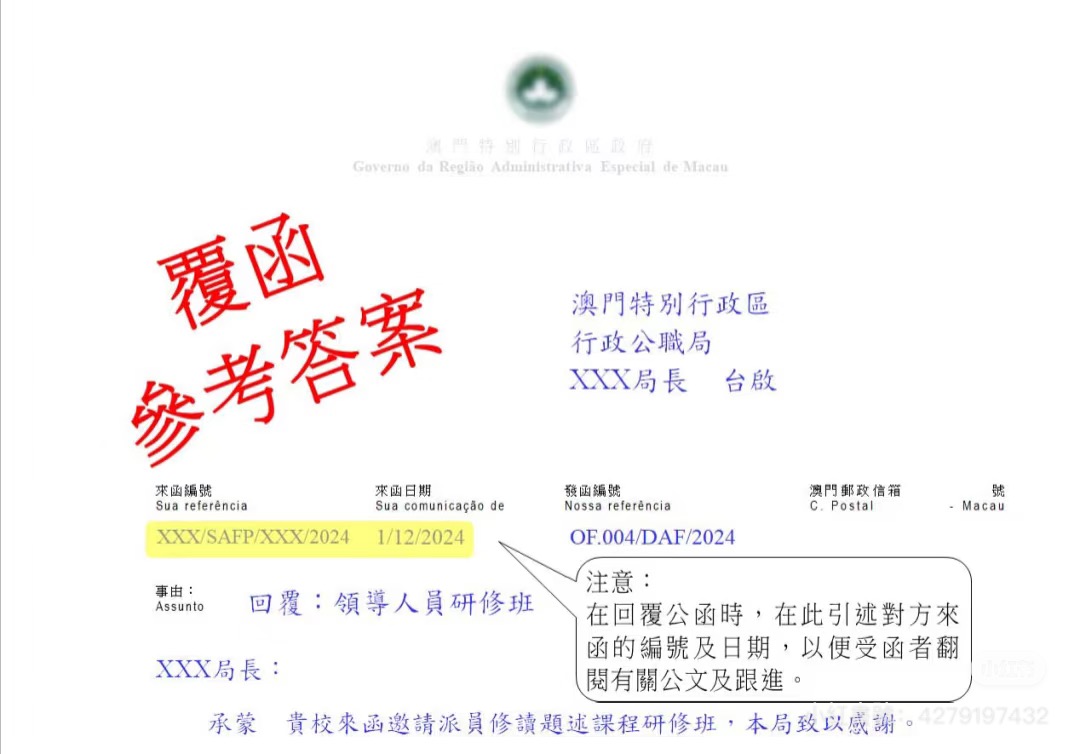 澳門特別行政區政府
Governo da Região Administrativa Especial de Macau
覆函
參考答案
澳門特別行政區
行政公職局
XXX局長 台啟
來函編號 來函日期 發函編號 澳門郵政信箱 號
Sua referência Sua comunicação de Nossa referência C. Postal - Macau
XXX/SAFP/XXX/2024 1/12/2024 OF.004/DAF/2024
事由：
Assunto
回覆：領導人員研修班
注意：
在回覆公函時，在此引述對方來
函的編號及日期，以便受函者翻
閱有關公文及跟進。
XXX局長：
承蒙 貴校來函邀請派員修讀題述課程研修班，本局致以感謝。
小红书
小红书号：4279197432